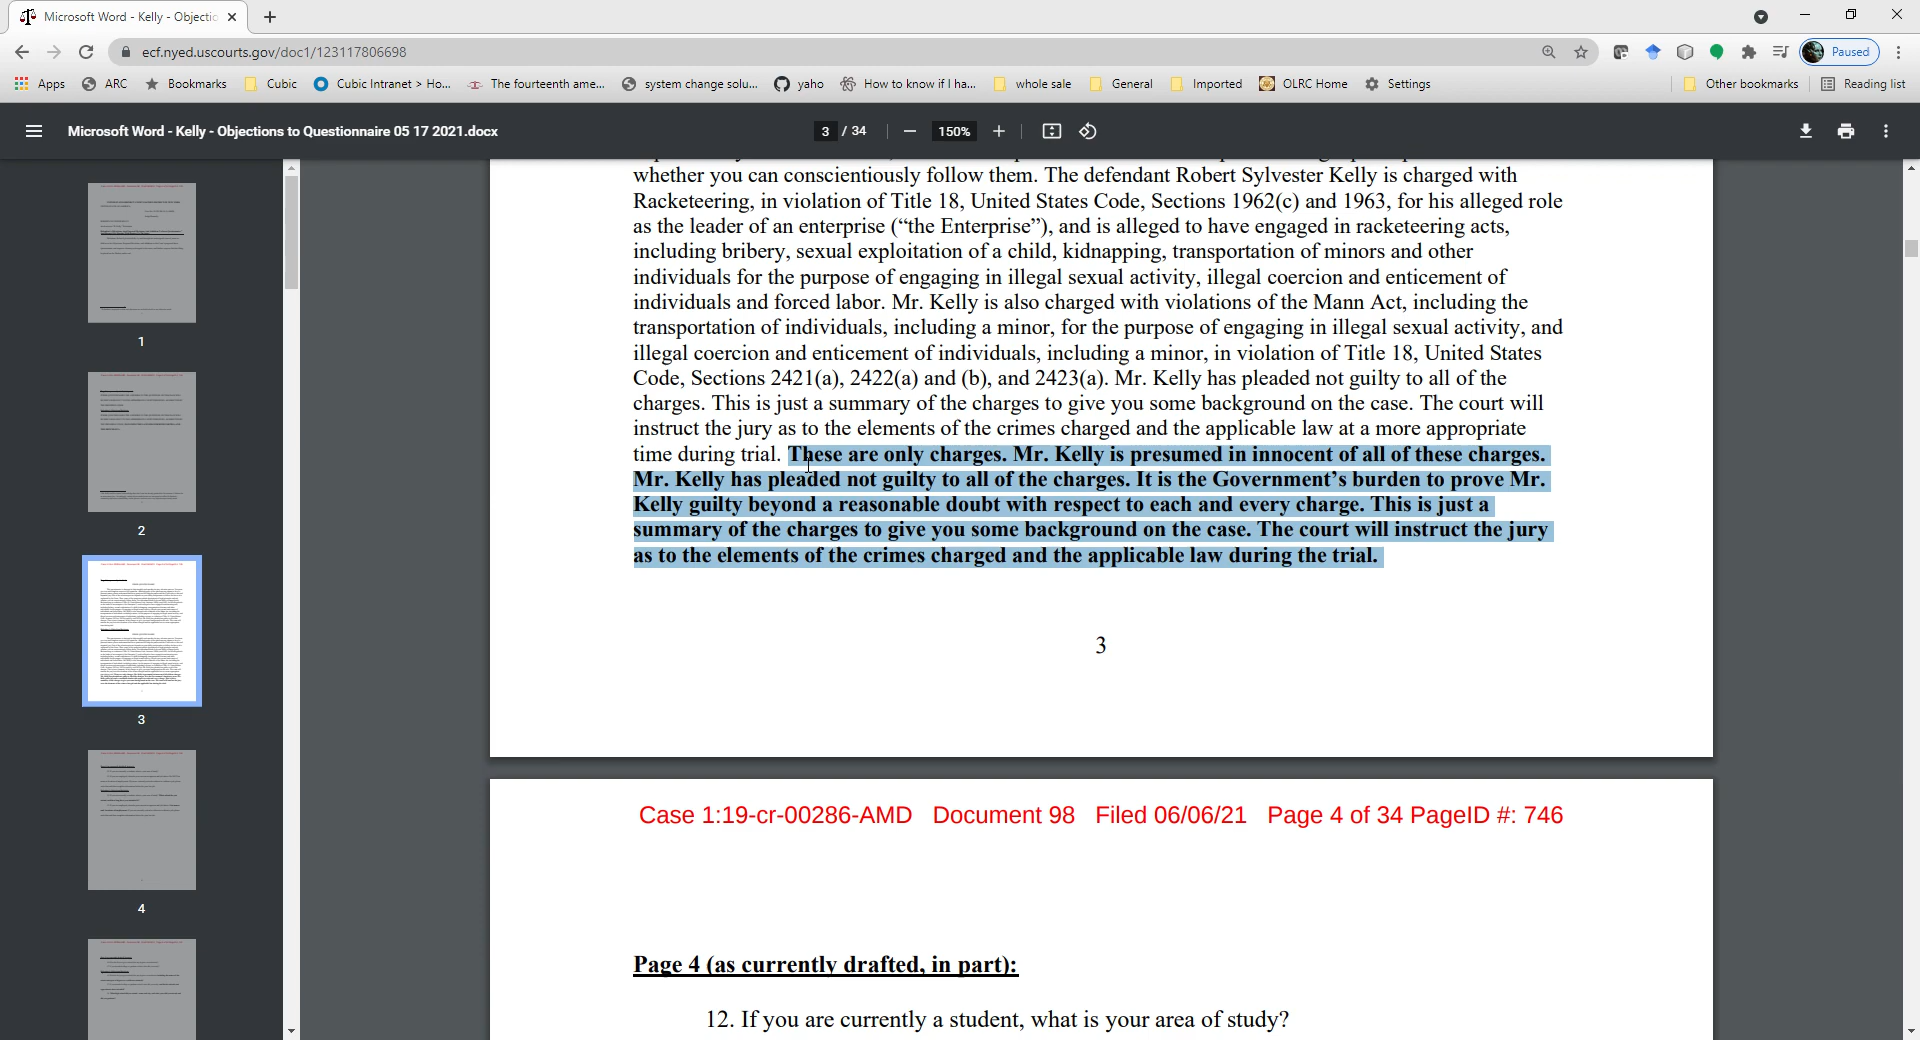 Microsoft Word - Kelly - Objectio
ecf.nyed.uscourts.gov/doc1/123117806698
Paused
Apps ARC Bookmarks Cubic Cubic Intranet > Ho... The fourteenth ame... system change solu... yaho How to know if I ha... whole sale General Imported OLRC Home Settings Other bookmarks Reading list
Microsoft Word - Kelly - Objections to Questionnaire 05 17 2021.docx 3 / 34 150%
whether you can conscientiously follow them. The defendant Robert Sylvester Kelly is charged with
Racketeering, in violation of Title 18, United States Code, Sections 1962(c) and 1963, for his alleged role
as the leader of an enterprise (“the Enterprise”), and is alleged to have engaged in racketeering acts,
including bribery, sexual exploitation of a child, kidnapping, transportation of minors and other
individuals for the purpose of engaging in illegal sexual activity, illegal coercion and enticement of
individuals and forced labor. Mr. Kelly is also charged with violations of the Mann Act, including the
transportation of individuals, including a minor, for the purpose of engaging in illegal sexual activity, and
illegal coercion and enticement of individuals, including a minor, in violation of Title 18, United States
Code, Sections 2421(a), 2422(a) and (b), and 2423(a). Mr. Kelly has pleaded not guilty to all of the
charges. This is just a summary of the charges to give you some background on the case. The court will
instruct the jury as to the elements of the crimes charged and the applicable law at a more appropriate
time during trial. These are only charges. Mr. Kelly is presumed in innocent of all of these charges.
Mr. Kelly has pleaded not guilty to all of the charges. It is the Government’s burden to prove Mr.
Kelly guilty beyond a reasonable doubt with respect to each and every charge. This is just a
summary of the charges to give you some background on the case. The court will instruct the jury
as to the elements of the crimes charged and the applicable law during the trial.
3
Case 1:19-cr-00286-AMD Document 98 Filed 06/06/21 Page 4 of 34 PageID #: 746
Page 4 (as currently drafted, in part):
12. If you are currently a student, what is your area of study?
1
2
3
4